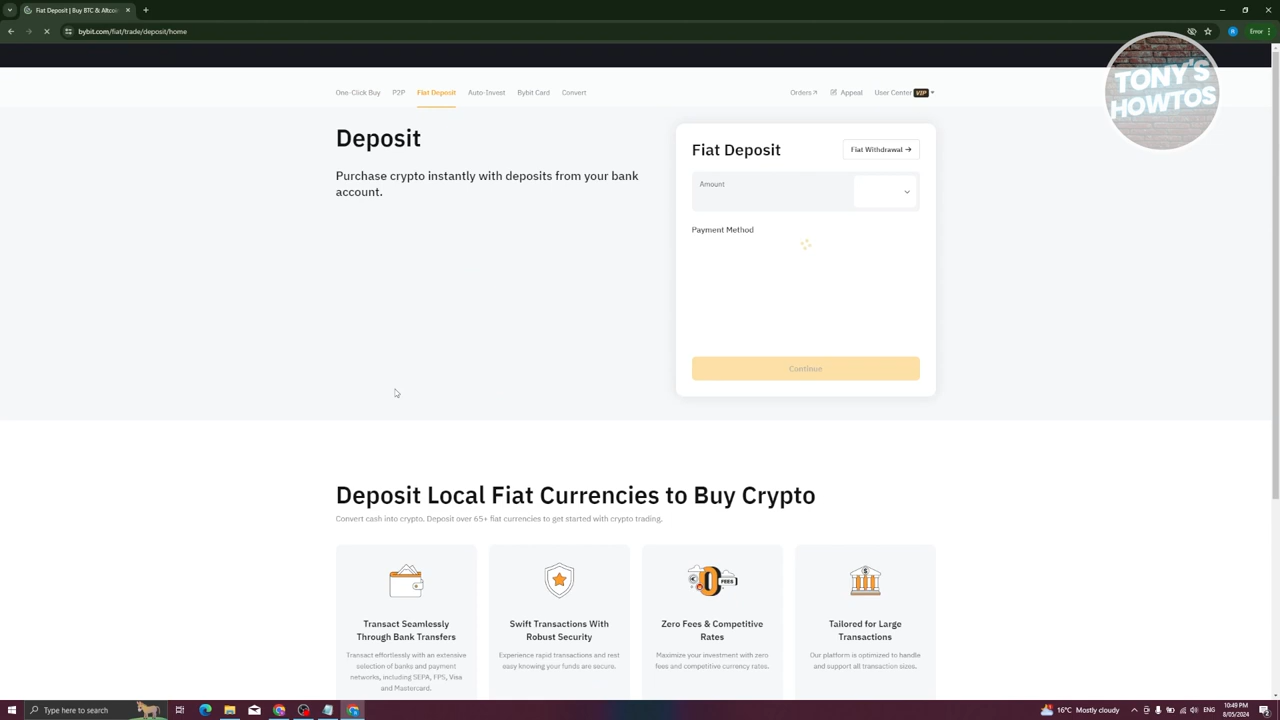 Fiat Deposit | Buy BTC & Altcoi
bybit.com/fiat/trade/deposit/home
Error
TONY'S
HOWTOS
One-Click Buy P2P Fiat Deposit Auto-Invest Bybit Card Convert
Orders Appeal User Center VIP
Deposit
Purchase crypto instantly with deposits from your bank
account.
Fiat Deposit
Fiat Withdrawal →
Amount
Payment Method
Continue
Deposit Local Fiat Currencies to Buy Crypto
Convert cash into crypto. Deposit over 65+ fiat currencies to get started with crypto trading.
Transact Seamlessly
Through Bank Transfers
Transact effortlessly with an extensive
selection of banks and payment
networks, including SEPA, FPS, Visa
and Mastercard.
Swift Transactions With
Robust Security
Experience rapid transactions and rest
easy knowing your funds are secure.
FEES
Zero Fees & Competitive
Rates
Maximize your investment with zero
fees and competitive currency rates.
Tailored for Large
Transactions
Our platform is optimized to handle
and support all transaction sizes.
Type here to search
16°C Mostly cloudy
ENG
10:49 PM
8/05/2024